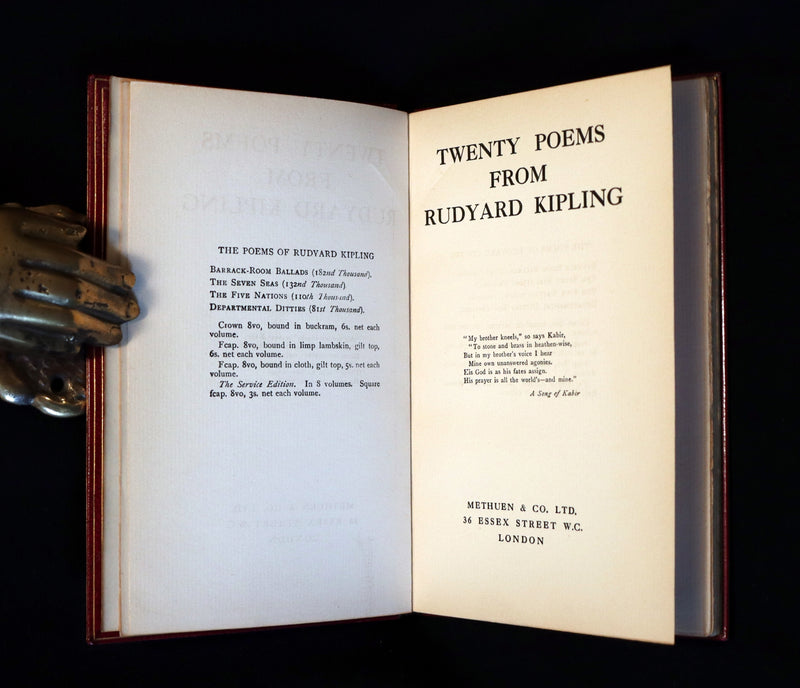 THE POEMS OF RUDYARD KIPLING
BARRACK-ROOM BALLADS (182nd Thousand).
THE SEVEN SEAS (132nd Thousand)
THE FIVE NATIONS (110th Thousand).
DEPARTMENTAL DITTIES (81st Thousand).
Crown 8vo, bound in buckram, 6s. net each
volume.
Fcap. 8vo, bound in limp lambskin, gilt top,
6s. net each volume.
Fcap. 8vo, bound in cloth, gilt top, 5s. net each
volume.
The Service Edition. In 8 volumes. Square
fcap. 8vo, 3s. net each volume.
TWENTY POEMS
FROM
RUDYARD KIPLING
"My brother kneels," so says Kabir,
"To stone and brass in heathen-wise,
But in my brother's voice I hear
Mine own unanswered agonies.
His God is as his fates assign.
His prayer is all the world's—and mine."
A Song of Kabir
METHUEN & CO. LTD.
36 ESSEX STREET W.C.
LONDON